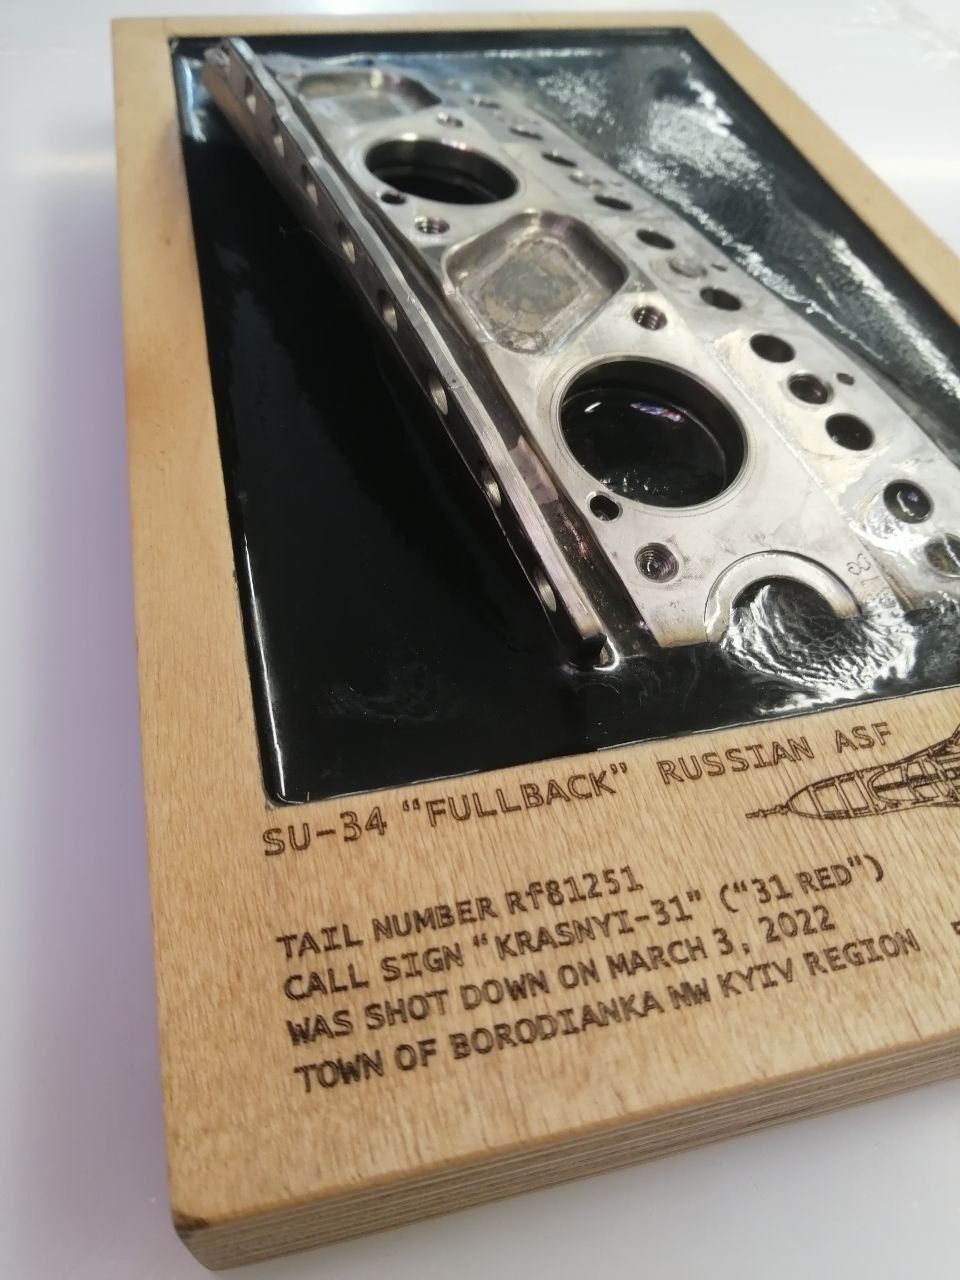 SU-34 “FULLBACK” RUSSIAN ASF
TAIL NUMBER Rf81251
CALL SIGN “KRASNYI-31” (“31 RED”)
WAS SHOT DOWN ON MARCH 3, 2022
TOWN OF BORODIANKA NW KYIV REGION